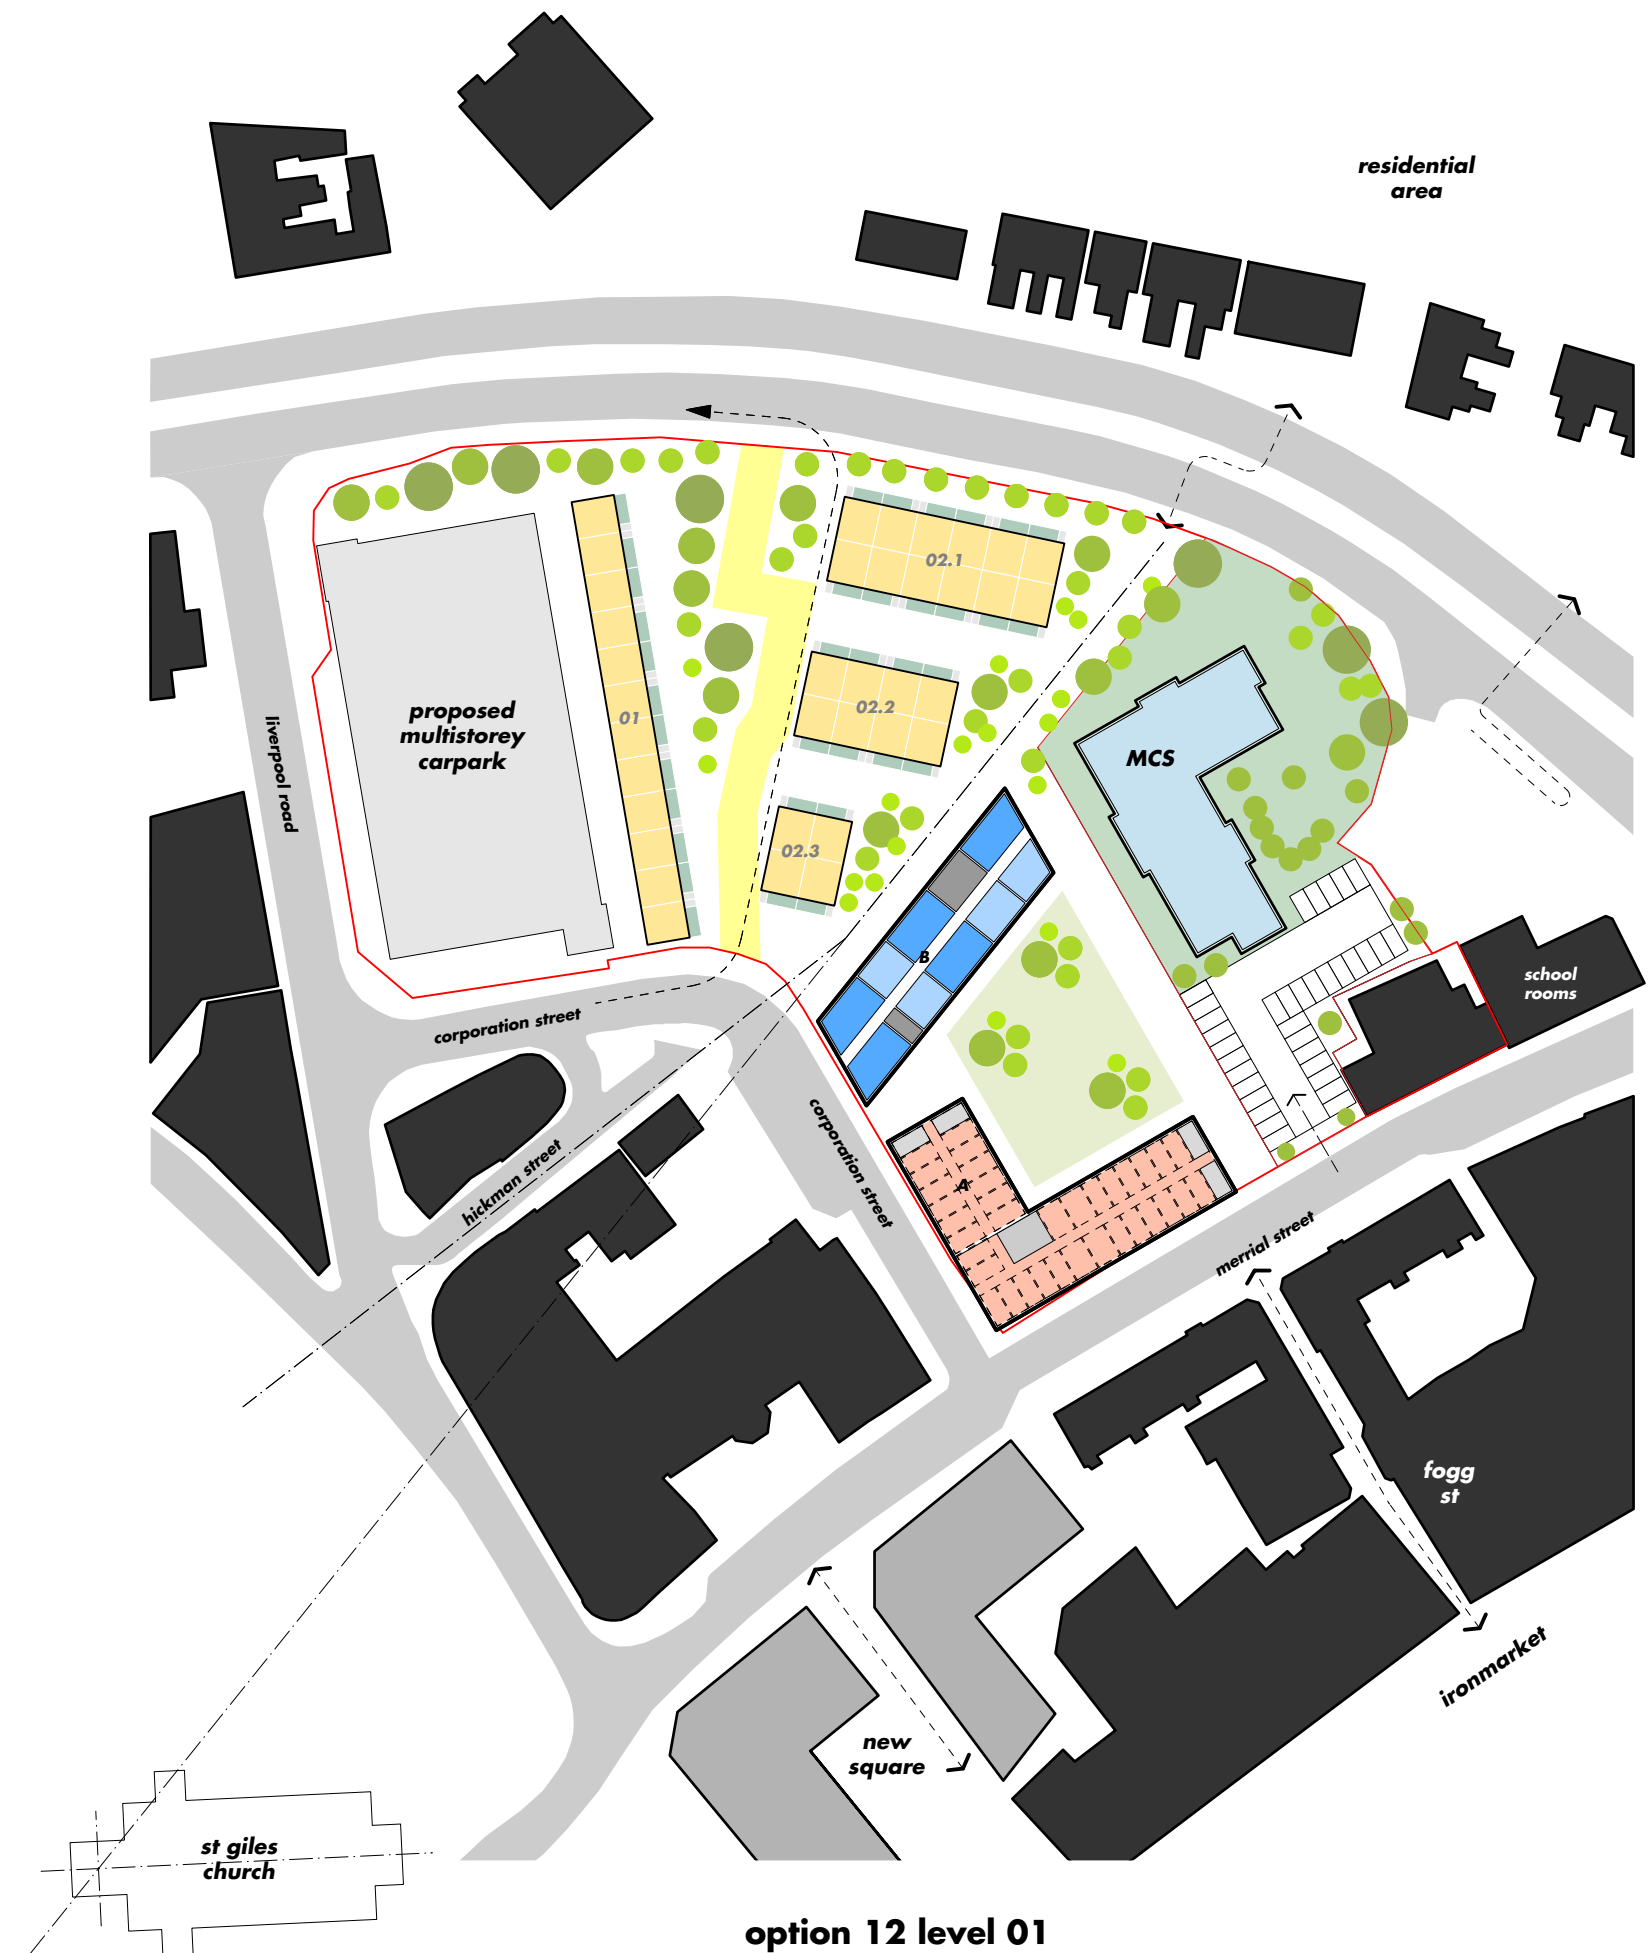 residential
area
02.1
02.2
01
proposed
multistorey
carpark
MCS
liverpool road
02.3
B
school
rooms
corporation street
corporation street
hickman street
A
merrial street
fogg
st
ironmarket
new
square
st giles
church
option 12 level 01